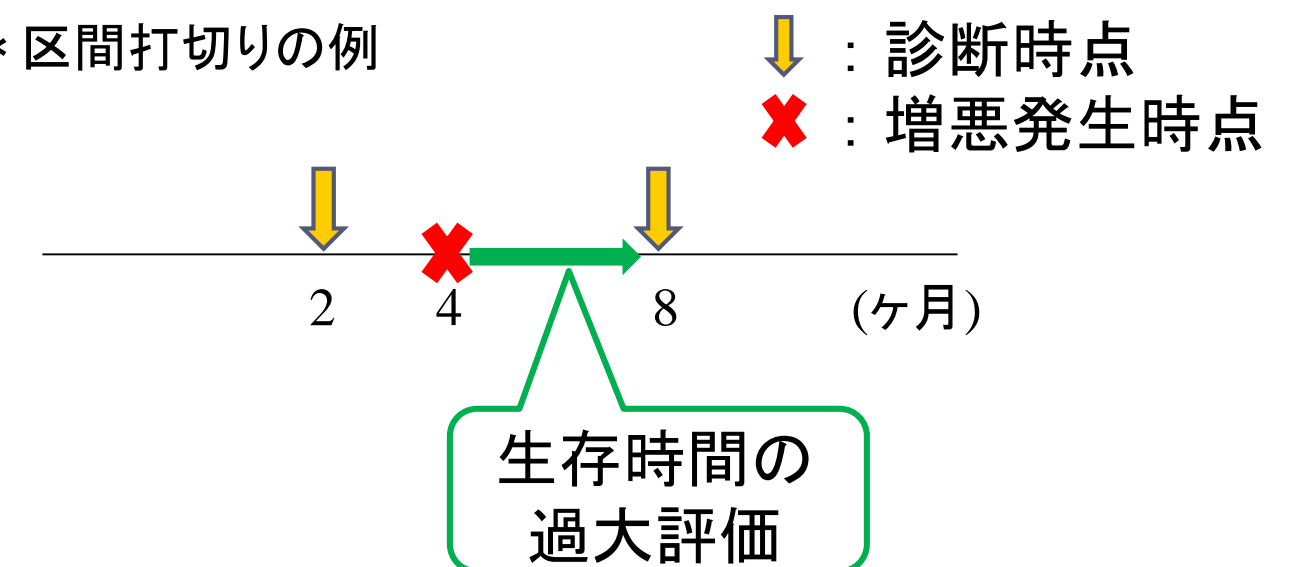 * 区間打切りの例
: 診断時点
: 増悪発生時点
2 4 8 (ヶ月)
生存時間の
過大評価